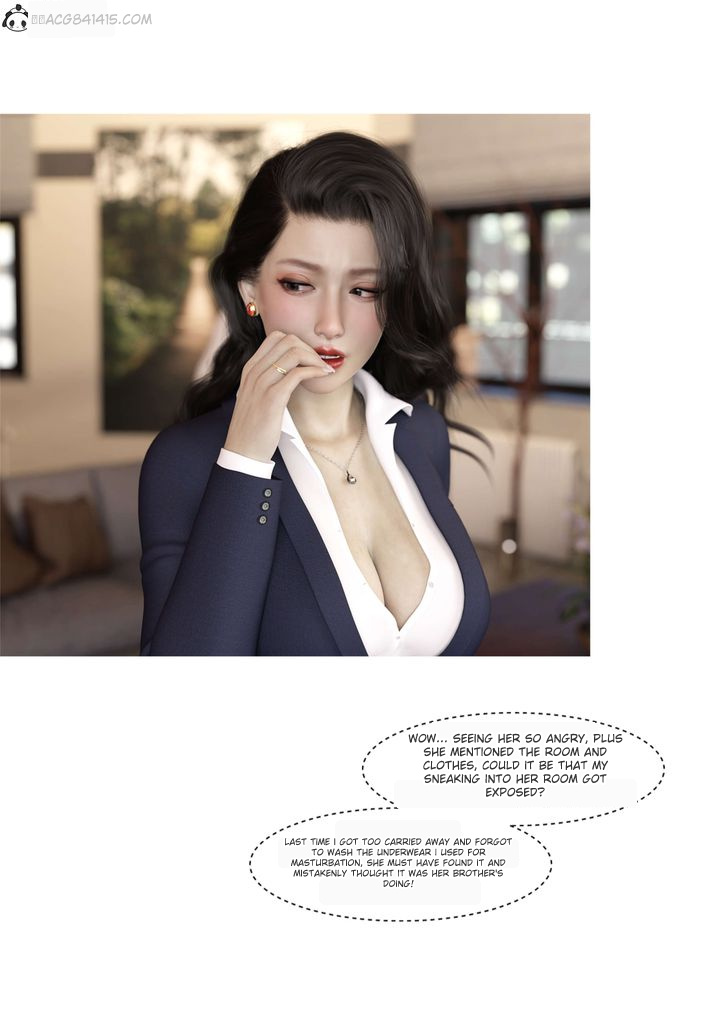 ACG841415.COM
WOW... SEEING HER SO ANGRY, PLUS
SHE MENTIONED THE ROOM AND
CLOTHES, COULD IT BE THAT MY
SNEAKING INTO HER ROOM GOT
EXPOSED?
LAST TIME I GOT TOO CARRIED AWAY AND FORGOT
TO WASH THE UNDERWEAR I USED FOR
MASTURBATION, SHE MUST HAVE FOUND IT AND
MISTAKENLY THOUGHT IT WAS HER BROTHER'S
DOING!